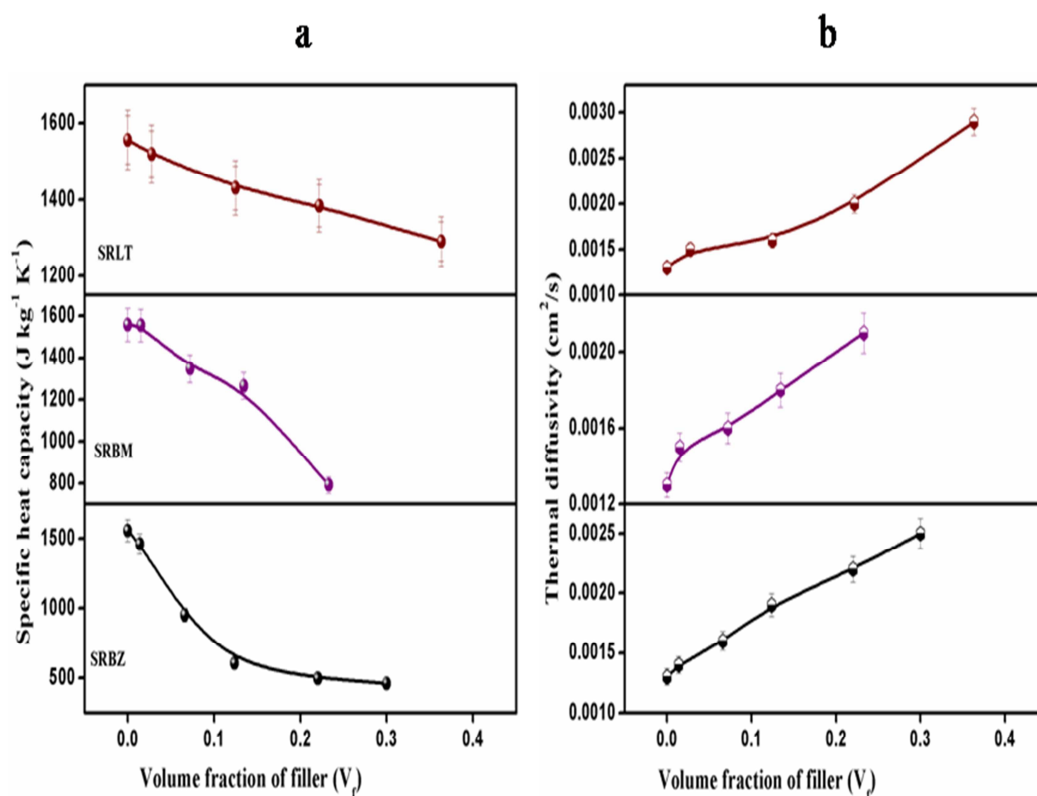 a
b
Specific heat capacity (J kg⁻¹ K⁻¹)
1600
1400
1200
SRLT
1600
1400
1200
1000
800
SRBM
1500
1000
500
SRBZ
0.0 0.1 0.2 0.3 0.4
Volume fraction of filler (Vf)
Thermal diffusivity (cm²/s)
0.0030
0.0025
0.0020
0.0015
0.0010
0.0020
0.0016
0.0012
0.0025
0.0020
0.0015
0.0010
0.0 0.1 0.2 0.3 0.4
Volume fraction of filler (Vf)